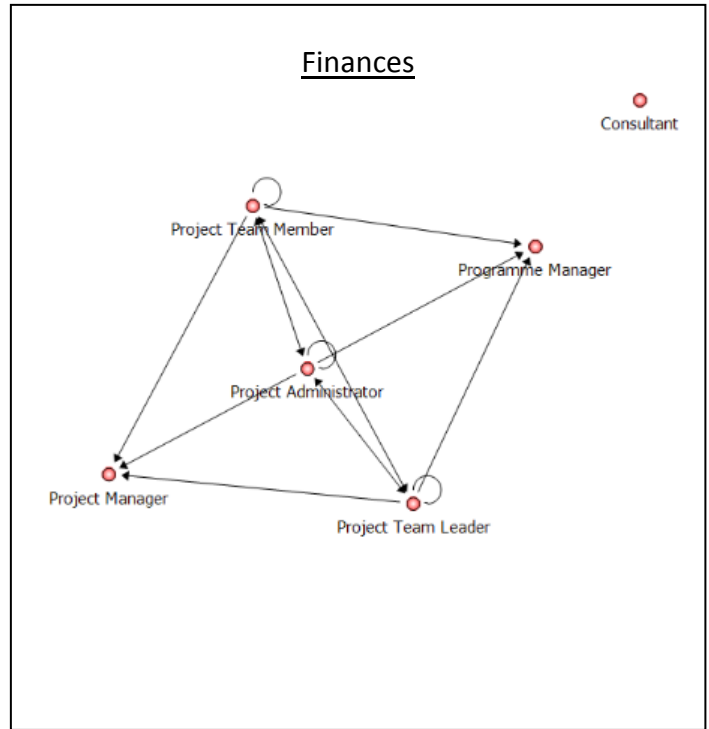 Finances
Consultant
Project Team Member
Programme Manager
Project Administrator
Project Manager
Project Team Leader